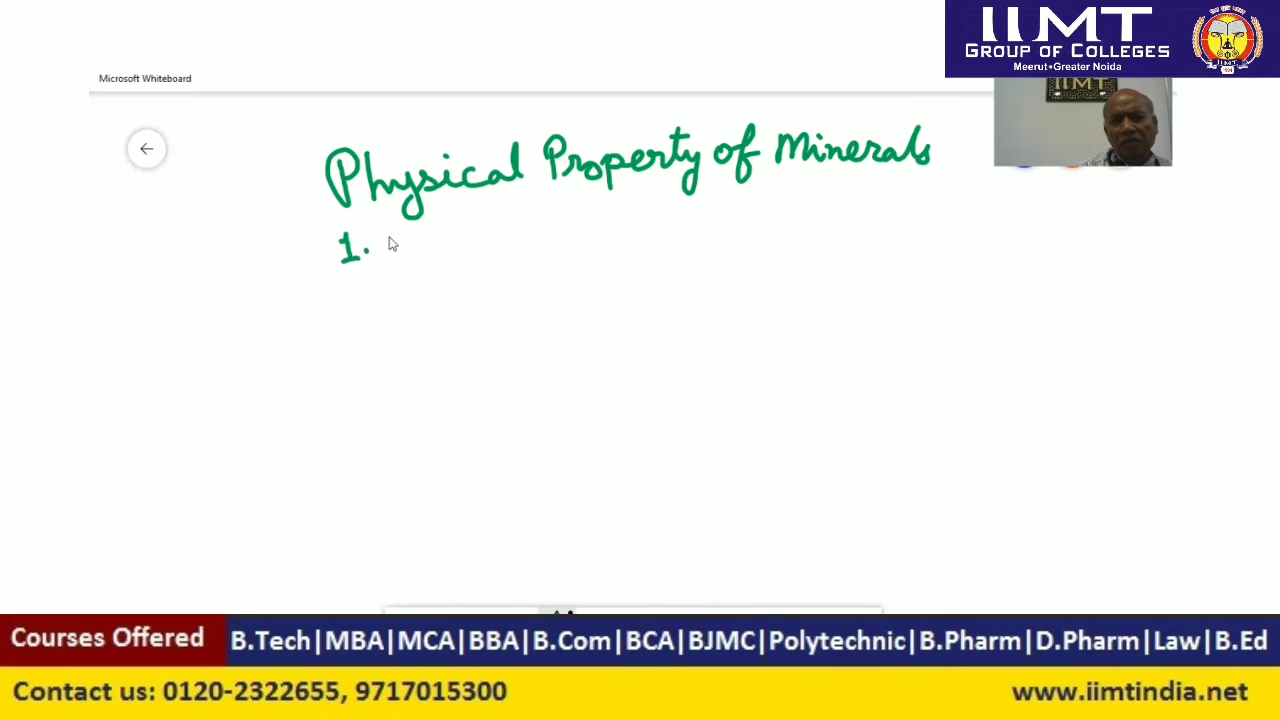 IIMT
GROUP OF COLLEGES
Meerut•Greater Noida
Microsoft Whiteboard
IIMT
Physical Property of Minerals
1.
Courses Offered
B.Tech|MBA|MCA|BBA|B.Com|BCA|BJMC|Polytechnic|B.Pharm|D.Pharm|Law|B.Ed
Contact us: 0120-2322655, 9717015300
www.iimtindia.net